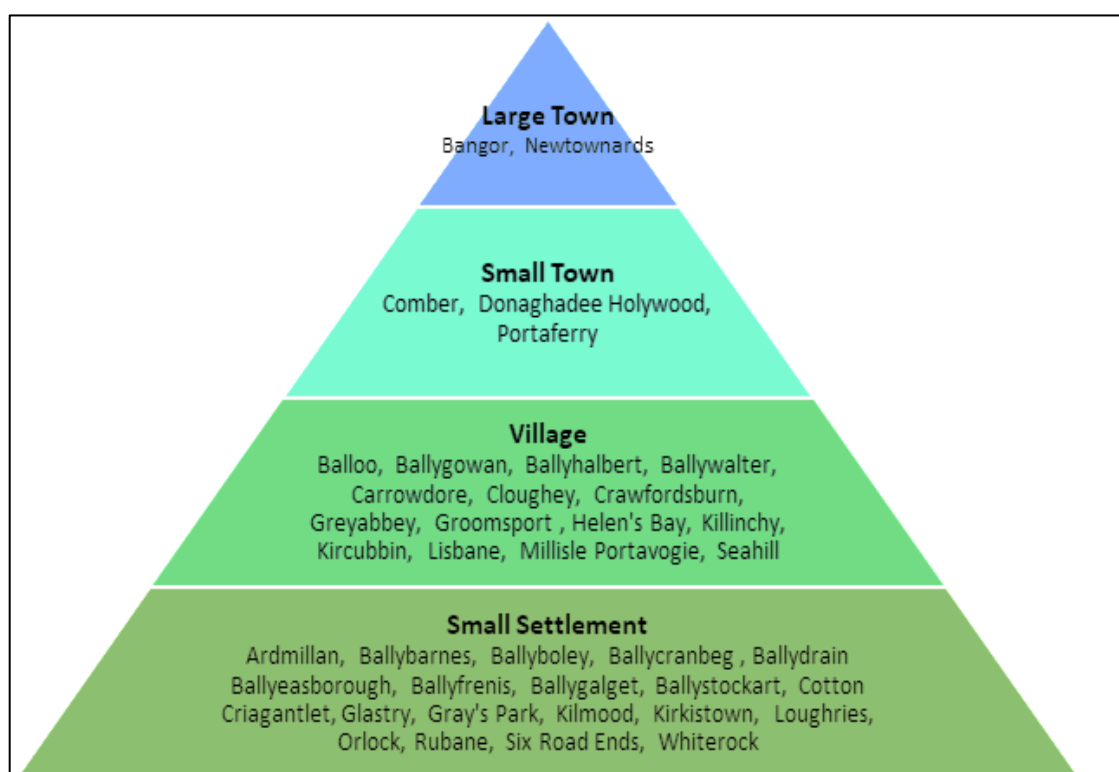 Large Town
Bangor, Newtownards
Small Town
Comber, Donaghadee Holywood,
Portaferry
Village
Balloo, Ballygowan, Ballyhalbert, Ballywalter,
Carrowdore, Cloughey, Crawfordsburn,
Greyabbey, Groomsport , Helen's Bay, Killinchy,
Kircubbin, Lisbane, Millisle Portavogie, Seahill
Small Settlement
Ardmillan, Ballybarnes, Ballyboley, Ballycranbeg , Ballydrain
Ballyeasborough, Ballyfrenis, Ballygalget, Ballystockart, Cotton
Criagantlet, Glastry, Gray's Park, Kilmood, Kirkistown, Loughries,
Orlock, Rubane, Six Road Ends, Whiterock